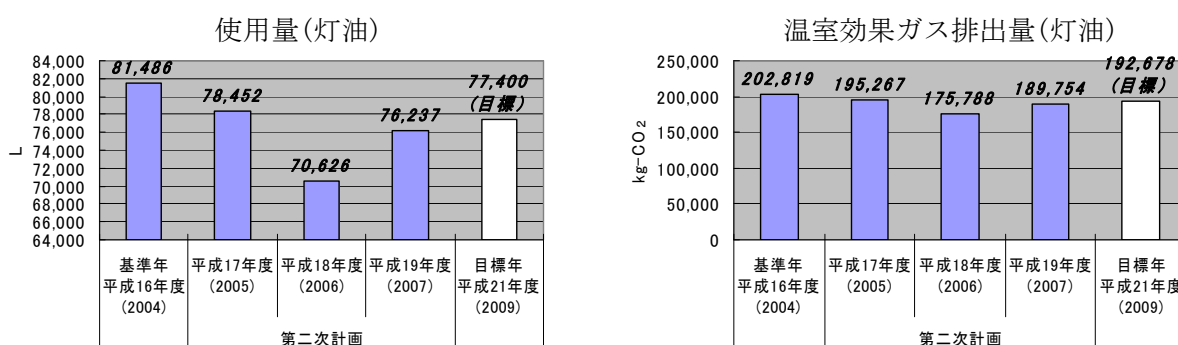 使用量(灯油)
84,000
82,000
80,000
78,000
76,000
74,000
72,000
70,000
68,000
66,000
64,000
L
81,486
78,452
70,626
76,237
77,400
(目標)
基準年
平成16年度
(2004)
平成17年度
(2005)
平成18年度
(2006)
平成19年度
(2007)
目標年
平成21年度
(2009)
第二次計画
温室効果ガス排出量(灯油)
250,000
200,000
150,000
100,000
50,000
0
kg-CO₂
202,819
195,267
175,788
189,754
192,678
(目標)
基準年
平成16年度
(2004)
平成17年度
(2005)
平成18年度
(2006)
平成19年度
(2007)
目標年
平成21年度
(2009)
第二次計画